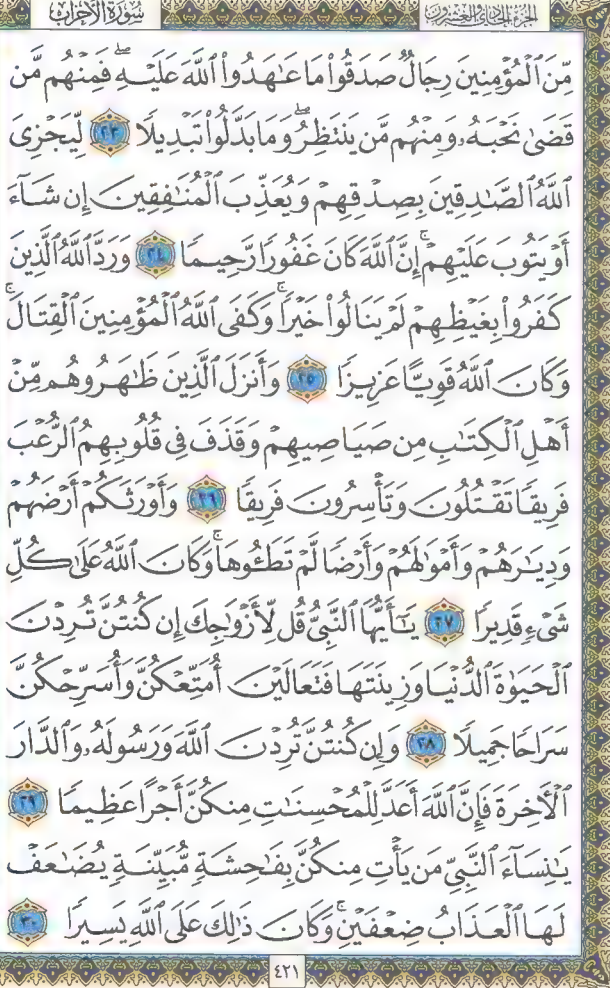 الجزء الحادي والعشرون
سورة الأحزاب
مِّنَ ٱلْمُؤْمِنِينَ رِجَالٌ صَدَقُوا۟ مَا عَٰهَدُوا۟ ٱللَّهَ عَلَيْهِ ۖ فَمِنْهُم مَّن
قَضَىٰ نَحْبَهُۥ وَمِنْهُم مَّن يَنتَظِرُ ۖ وَمَا بَدَّلُوا۟ تَبْدِيلًا ٢٣ لِّيَجْزِىَ
ٱللَّهُ ٱلصَّٰدِقِينَ بِصِدْقِهِمْ وَيُعَذِّبَ ٱلْمُنَٰفِقِينَ إِن شَآءَ
أَوْ يَتُوبَ عَلَيْهِمْ ۚ إِنَّ ٱللَّهَ كَانَ غَفُورًا رَّحِيمًا ٢٤ وَرَدَّ ٱللَّهُ ٱلَّذِينَ
كَفَرُوا۟ بِغَيْظِهِمْ لَمْ يَنَالُوا۟ خَيْرًا ۚ وَكَفَى ٱللَّهُ ٱلْمُؤْمِنِينَ ٱلْقِتَالَ ۚ
وَكَانَ ٱللَّهُ قَوِيًّا عَزِيزًا ٢٥ وَأَنزَلَ ٱلَّذِينَ ظَٰهَرُوهُم مِّنْ
أَهْلِ ٱلْكِتَٰبِ مِن صَيَاصِيهِمْ وَقَذَفَ فِى قُلُوبِهِمُ ٱلرُّعْبَ
فَرِيقًا تَقْتُلُونَ وَتَأْسِرُونَ فَرِيقًا ٢٦ وَأَوْرَثَكُمْ أَرْضَهُمْ
وَدِيَٰرَهُمْ وَأَمْوَٰلَهُمْ وَأَرْضًا لَّمْ تَطَـُٔوهَا ۚ وَكَانَ ٱللَّهُ عَلَىٰ كُلِّ
شَىْءٍ قَدِيرًا ٢٧ يَٰٓأَيُّهَا ٱلنَّبِىُّ قُل لِّأَزْوَٰجِكَ إِن كُنتُنَّ تُرِدْنَ
ٱلْحَيَوٰةَ ٱلدُّنْيَا وَزِينَتَهَا فَتَعَالَيْنَ أُمَتِّعْكُنَّ وَأُسَرِّحْكُنَّ
سَرَاحًا جَمِيلًا ٢٨ وَإِن كُنتُنَّ تُرِدْنَ ٱللَّهَ وَرَسُولَهُۥ وَٱلدَّارَ
ٱلْءَاخِرَةَ فَإِنَّ ٱللَّهَ أَعَدَّ لِلْمُحْسِنَٰتِ مِنكُنَّ أَجْرًا عَظِيمًا ٢٩
يَٰنِسَآءَ ٱلنَّبِىِّ مَن يَأْتِ مِنكُنَّ بِفَٰحِشَةٍ مُّبَيِّنَةٍ يُضَٰعَفْ
لَهَا ٱلْعَذَابُ ضِعْفَيْنِ ۚ وَكَانَ ذَٰلِكَ عَلَى ٱللَّهِ يَسِيرًا ٣٠
٤٢١